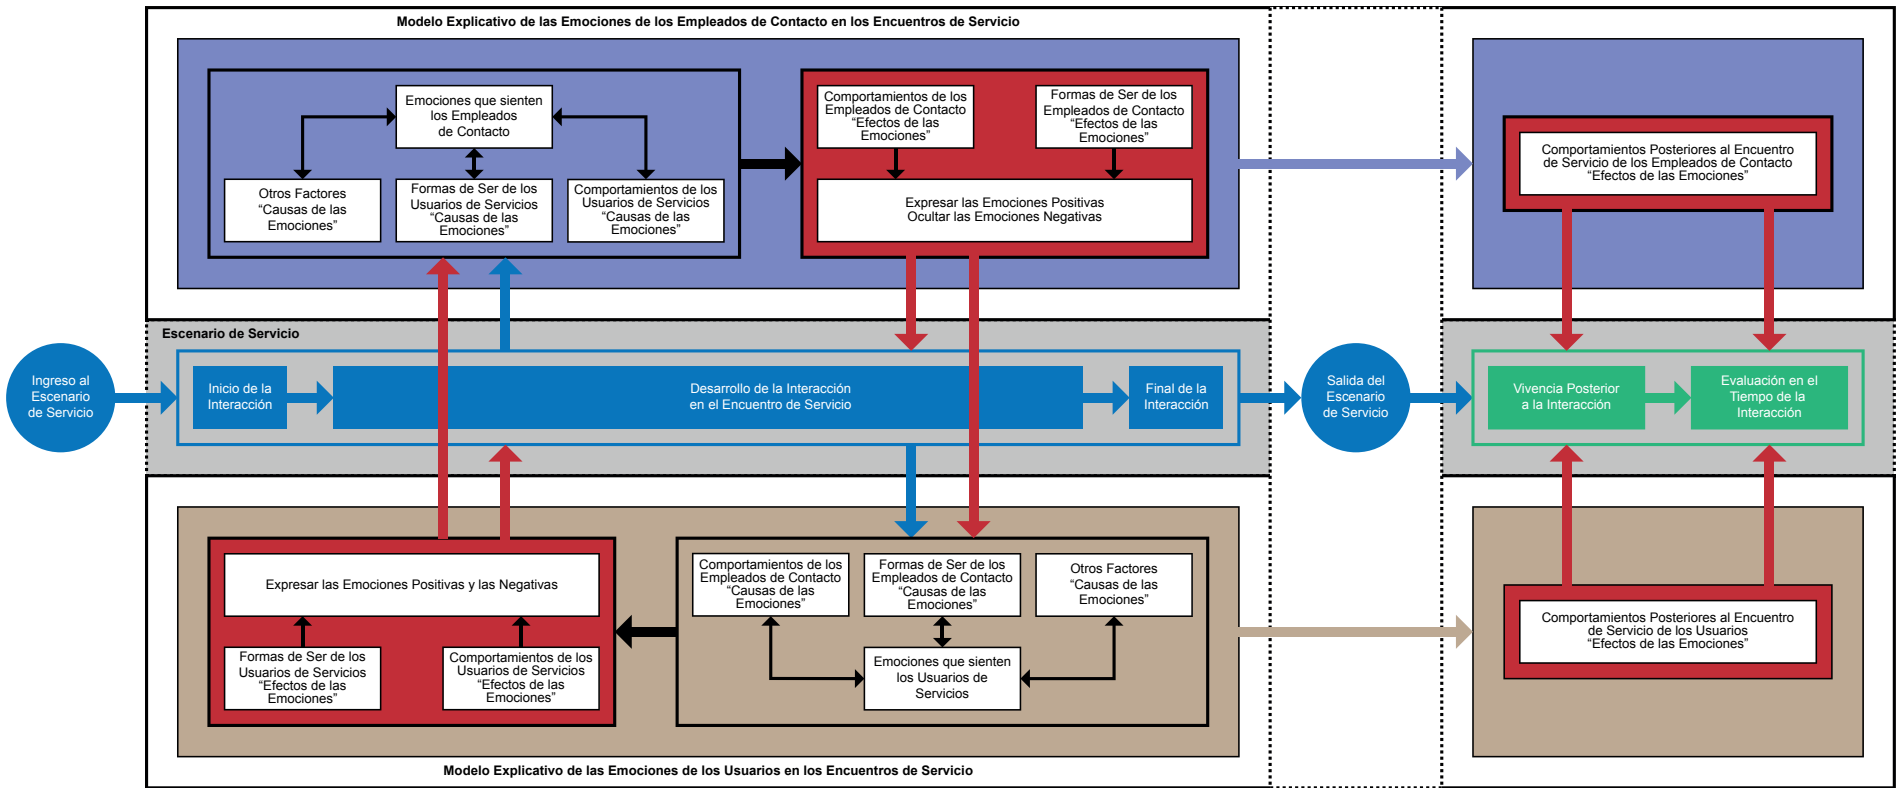 Modelo Explicativo de las Emociones de los Empleados de Contacto en los Encuentros de Servicio
Emociones que sienten
los Empleados
de Contacto
Otros Factores
“Causas de las
Emociones”
Formas de Ser de los
Usuarios de Servicios
“Causas de las
Emociones”
Comportamientos de los
Usuarios de Servicios
“Causas de las
Emociones”
Comportamientos de los
Empleados de Contacto
“Efectos de las
Emociones”
Formas de Ser de los
Empleados de Contacto
“Efectos de las
Emociones”
Expresar las Emociones Positivas
Ocultar las Emociones Negativas
Comportamientos Posteriores al Encuentro
de Servicio de los Empleados de Contacto
“Efectos de las Emociones”
Escenario de Servicio
Ingreso al
Escenario
de Servicio
Inicio de la
Interacción
Desarrollo de la Interacción
en el Encuentro de Servicio
Final de la
Interacción
Salida del
Escenario
de Servicio
Vivencia Posterior
a la Interacción
Evaluación en el
Tiempo de la
Interacción
Expresar las Emociones Positivas y las Negativas
Formas de Ser de los
Usuarios de Servicios
“Efectos de las
Emociones”
Comportamientos de los
Usuarios de Servicios
“Efectos de las
Emociones”
Comportamientos de los
Empleados de Contacto
“Causas de las
Emociones”
Formas de Ser de los
Empleados de Contacto
“Causas de las
Emociones”
Otros Factores
“Causas de las
Emociones”
Emociones que sienten
los Usuarios de
Servicios
Comportamientos Posteriores al Encuentro
de Servicio de los Usuarios
“Efectos de las Emociones”
Modelo Explicativo de las Emociones de los Usuarios en los Encuentros de Servicio